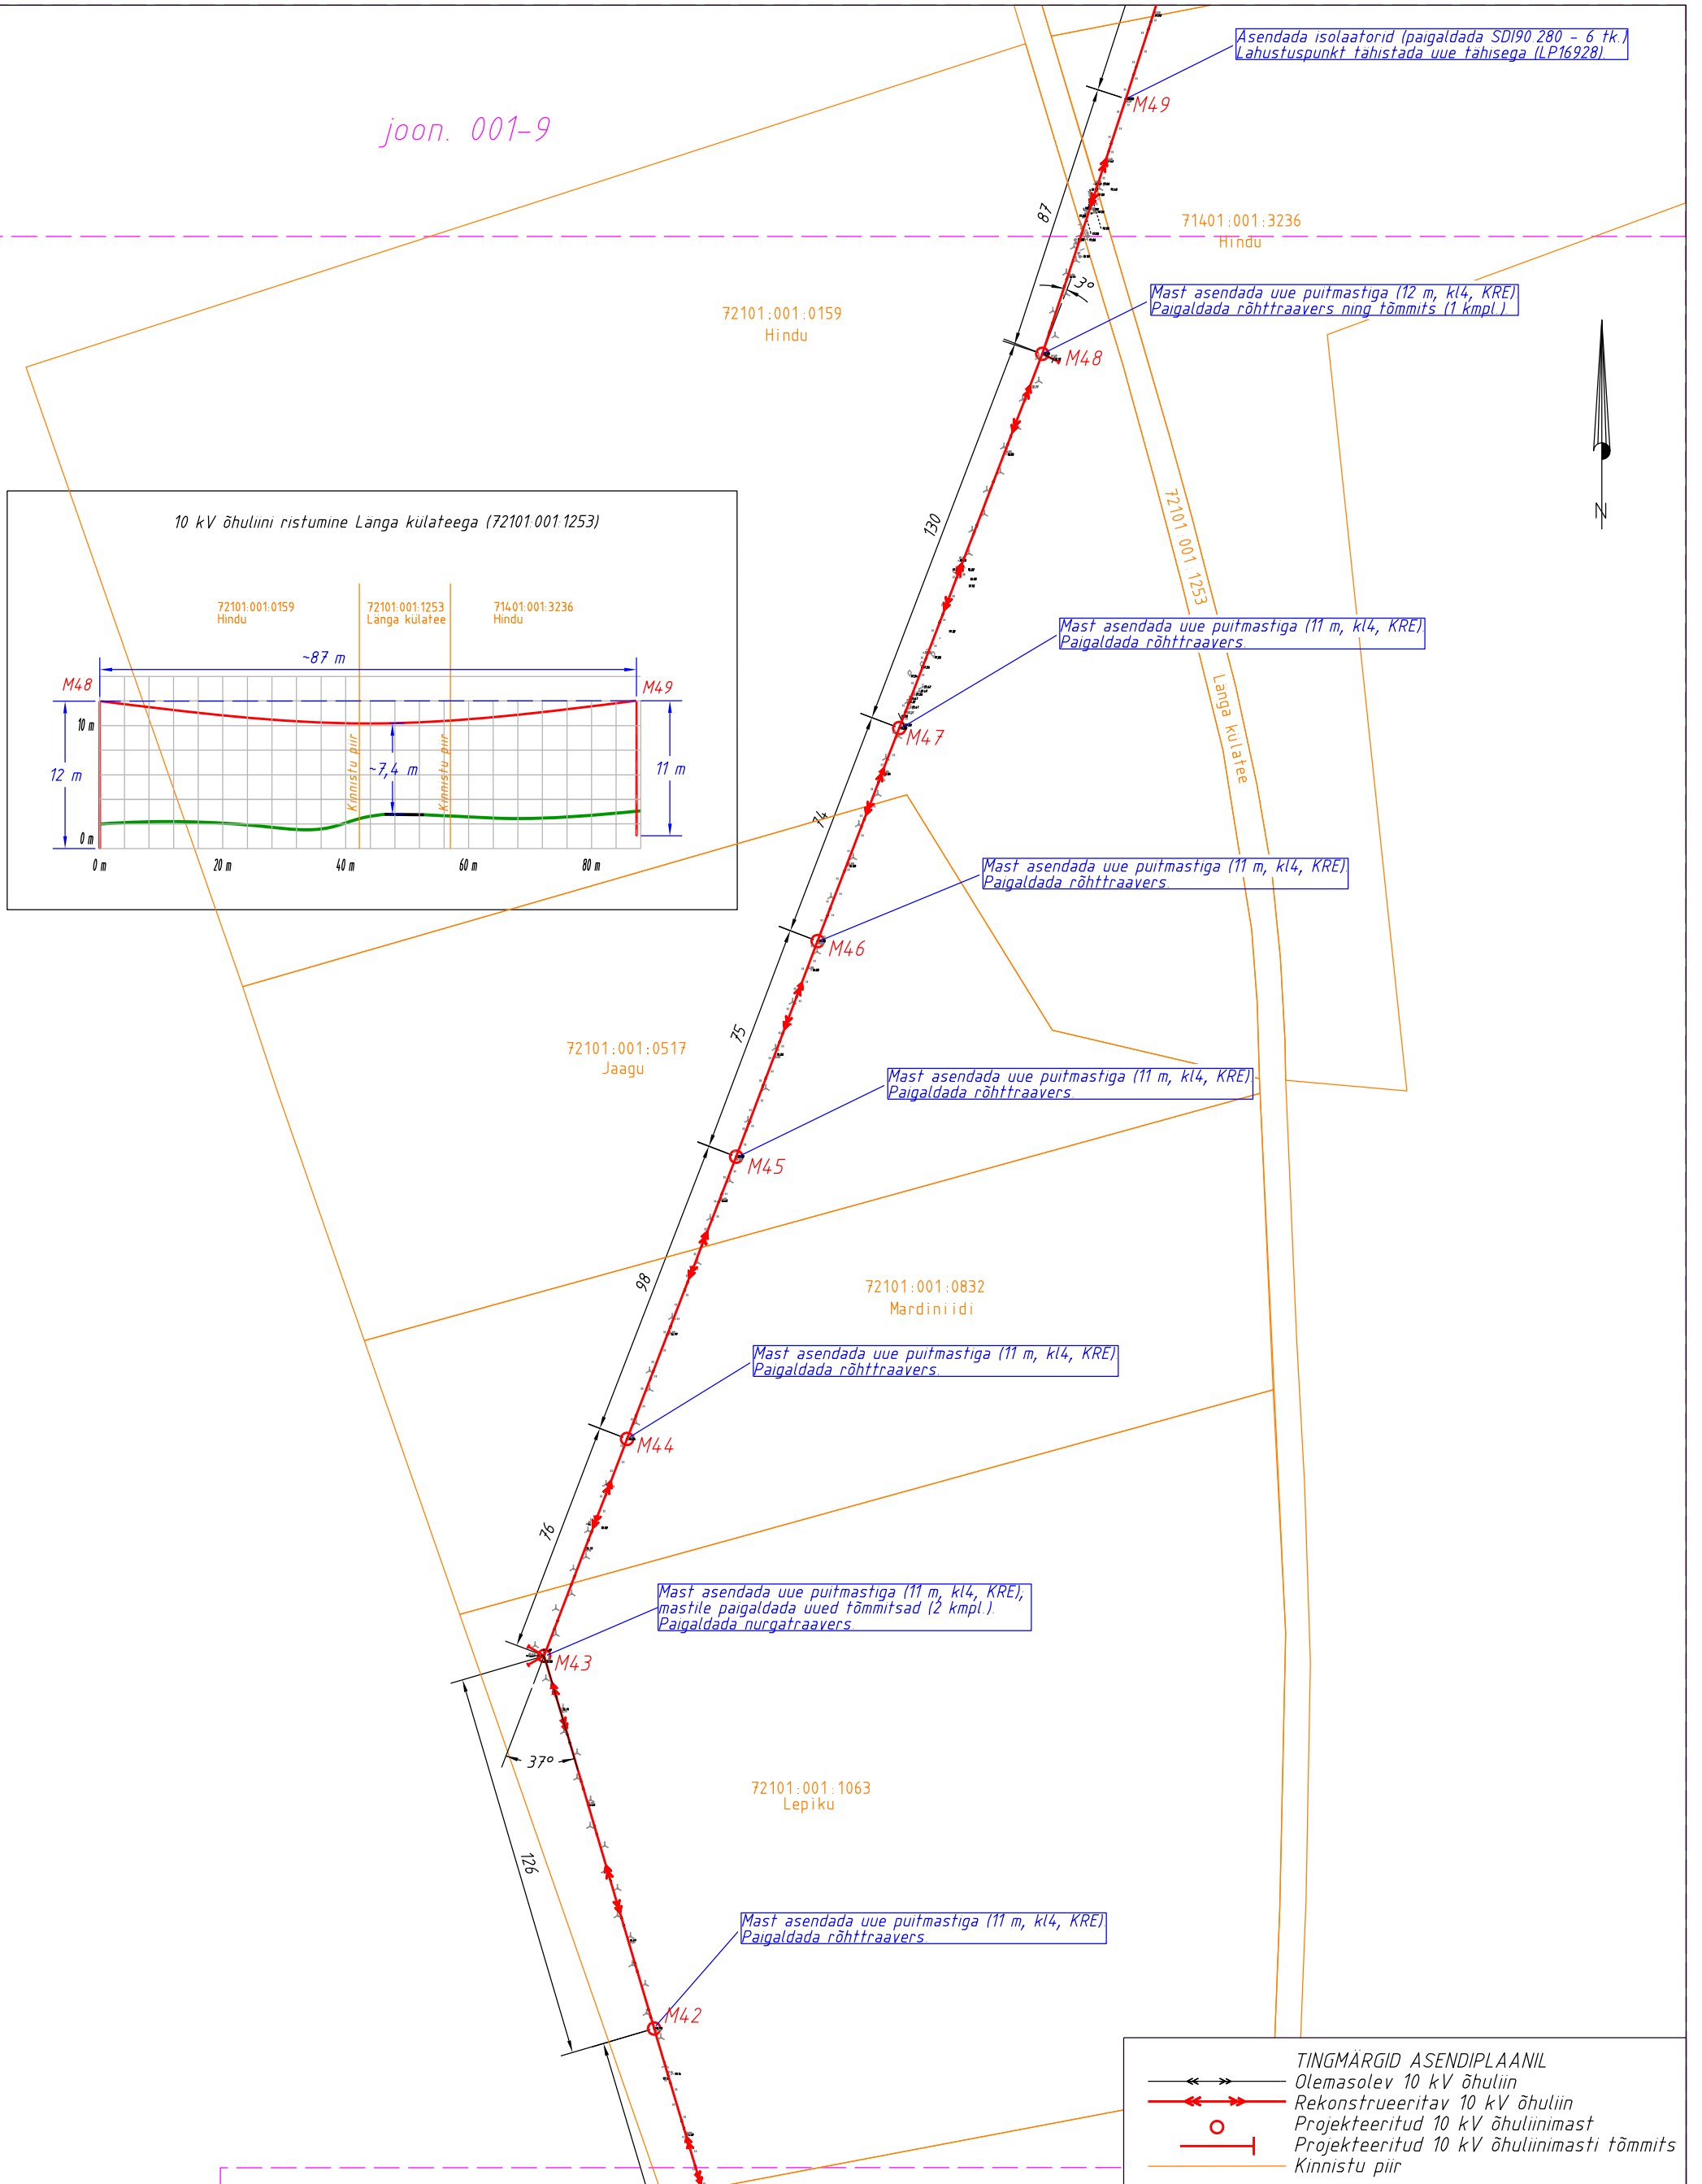 Asendada isolaatorid (paigaldada SDI90.280 - 6 tk.)
Lahustuspunkt tähistada uue tähisega (LP16928).
M49
joon. 001-9
87
71401:001:3236
Hindu
3°
Mast asendada uue puitmastiga (12 m, kl4, KRE)
Paigaldada rõhttraavers ning tõmmits (1 kmpl.)
72101:001:0159
Hindu
M48
N
130
72101:001:1253
Länga külatee
10 kV õhuliini ristumine Länga külateega (72101:001:1253)
72101:001:0159
Hindu
72101:001:1253
Länga külatee
71401:001:3236
Hindu
~87 m
M48
M49
10 m
12 m
0 m
Kinnistu piir
~7,4 m
Kinnistu piir
11 m
0 m
20 m
40 m
60 m
80 m
Mast asendada uue puitmastiga (11 m, kl4, KRE).
Paigaldada rõhttraavers.
M47
74
Mast asendada uue puitmastiga (11 m, kl4, KRE).
Paigaldada rõhttraavers.
M46
75
72101:001:0517
Jaagu
Mast asendada uue puitmastiga (11 m, kl4, KRE).
Paigaldada rõhttraavers.
M45
98
72101:001:0832
Mardiniidi
Mast asendada uue puitmastiga (11 m, kl4, KRE).
Paigaldada rõhttraavers.
M44
76
Mast asendada uue puitmastiga (11 m, kl4, KRE);
mastile paigaldada uued tõmmitsad (2 kmpl.).
Paigaldada nurgatraavers.
M43
37°
72101:001:1063
Lepiku
126
Mast asendada uue puitmastiga (11 m, kl4, KRE).
Paigaldada rõhttraavers.
M42
TINGMÄRGID ASENDIPLAANIL
Olemasolev 10 kV õhuliin
Rekonstrueeritav 10 kV õhuliin
Projekteeritud 10 kV õhuliinimast
Projekteeritud 10 kV õhuliinimasti tõmmits
Kinnistu piir